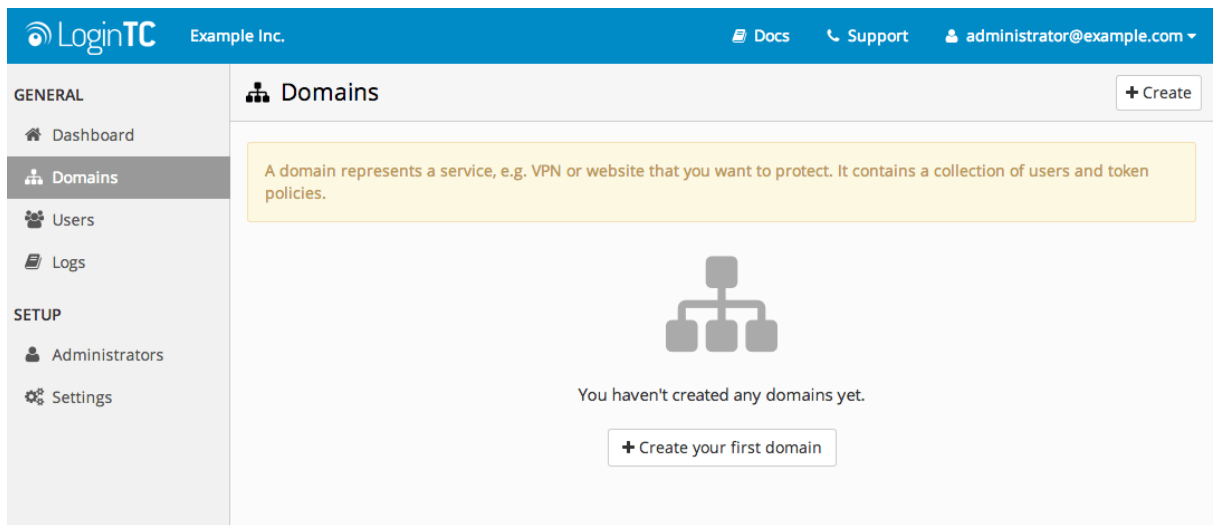 LoginTC Example Inc. Docs Support administrator@example.com
GENERAL
Dashboard
Domains
Users
Logs
SETUP
Administrators
Settings
Domains
+ Create
A domain represents a service, e.g. VPN or website that you want to protect. It contains a collection of users and token
policies.
You haven't created any domains yet.
+ Create your first domain